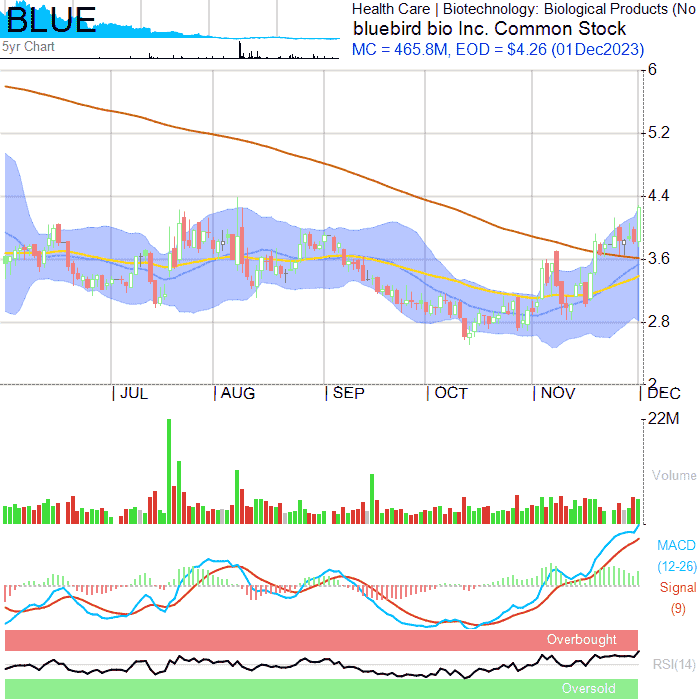 BLUE
5yr Chart
Health Care | Biotechnology: Biological Products (No
bluebird bio Inc. Common Stock
MC = 465.8M, EOD = $4.26 (01Dec2023)
6
5.2
4.4
3.6
2.8
2
| JUL | AUG | SEP | OCT | NOV | DEC
22M
Volume
MACD
(12-26)
Signal
(9)
Overbought
RSI(14)
Oversold